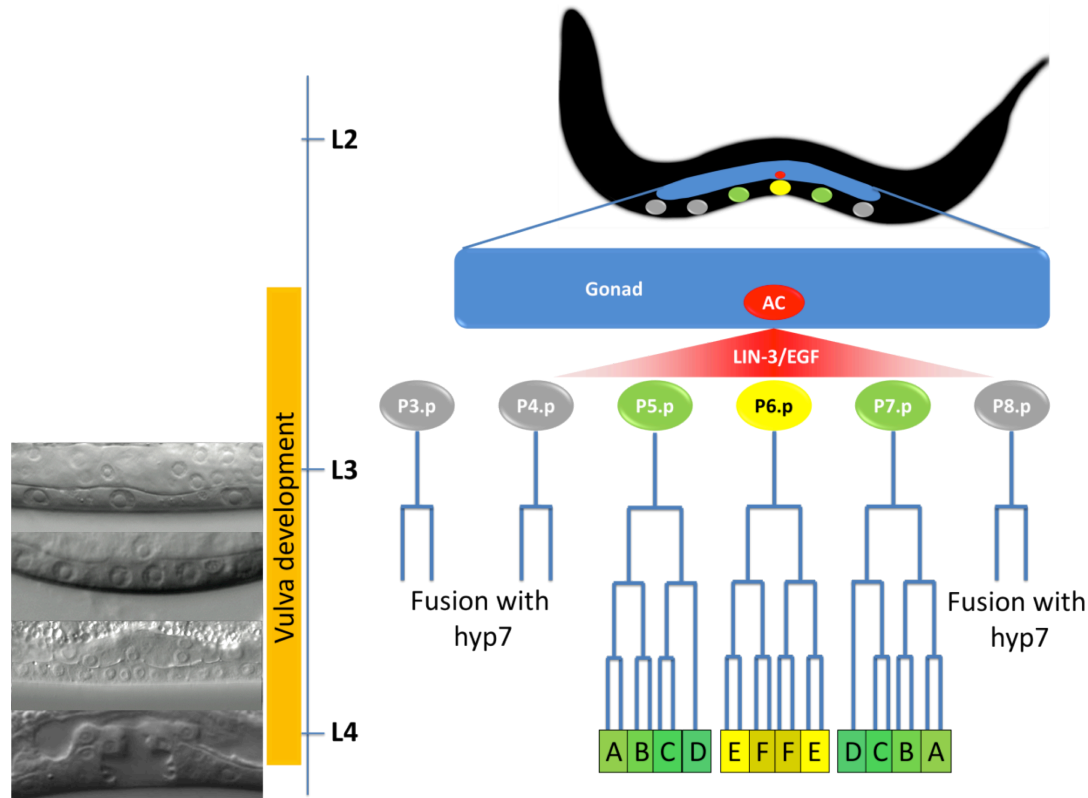 L2
Gonad
AC
LIN-3/EGF
P3.p P4.p P5.p P6.p P7.p P8.p
Vulva development
L3
Fusion with
hyp7
Fusion with
hyp7
L4
A B C D E F F E D C B A